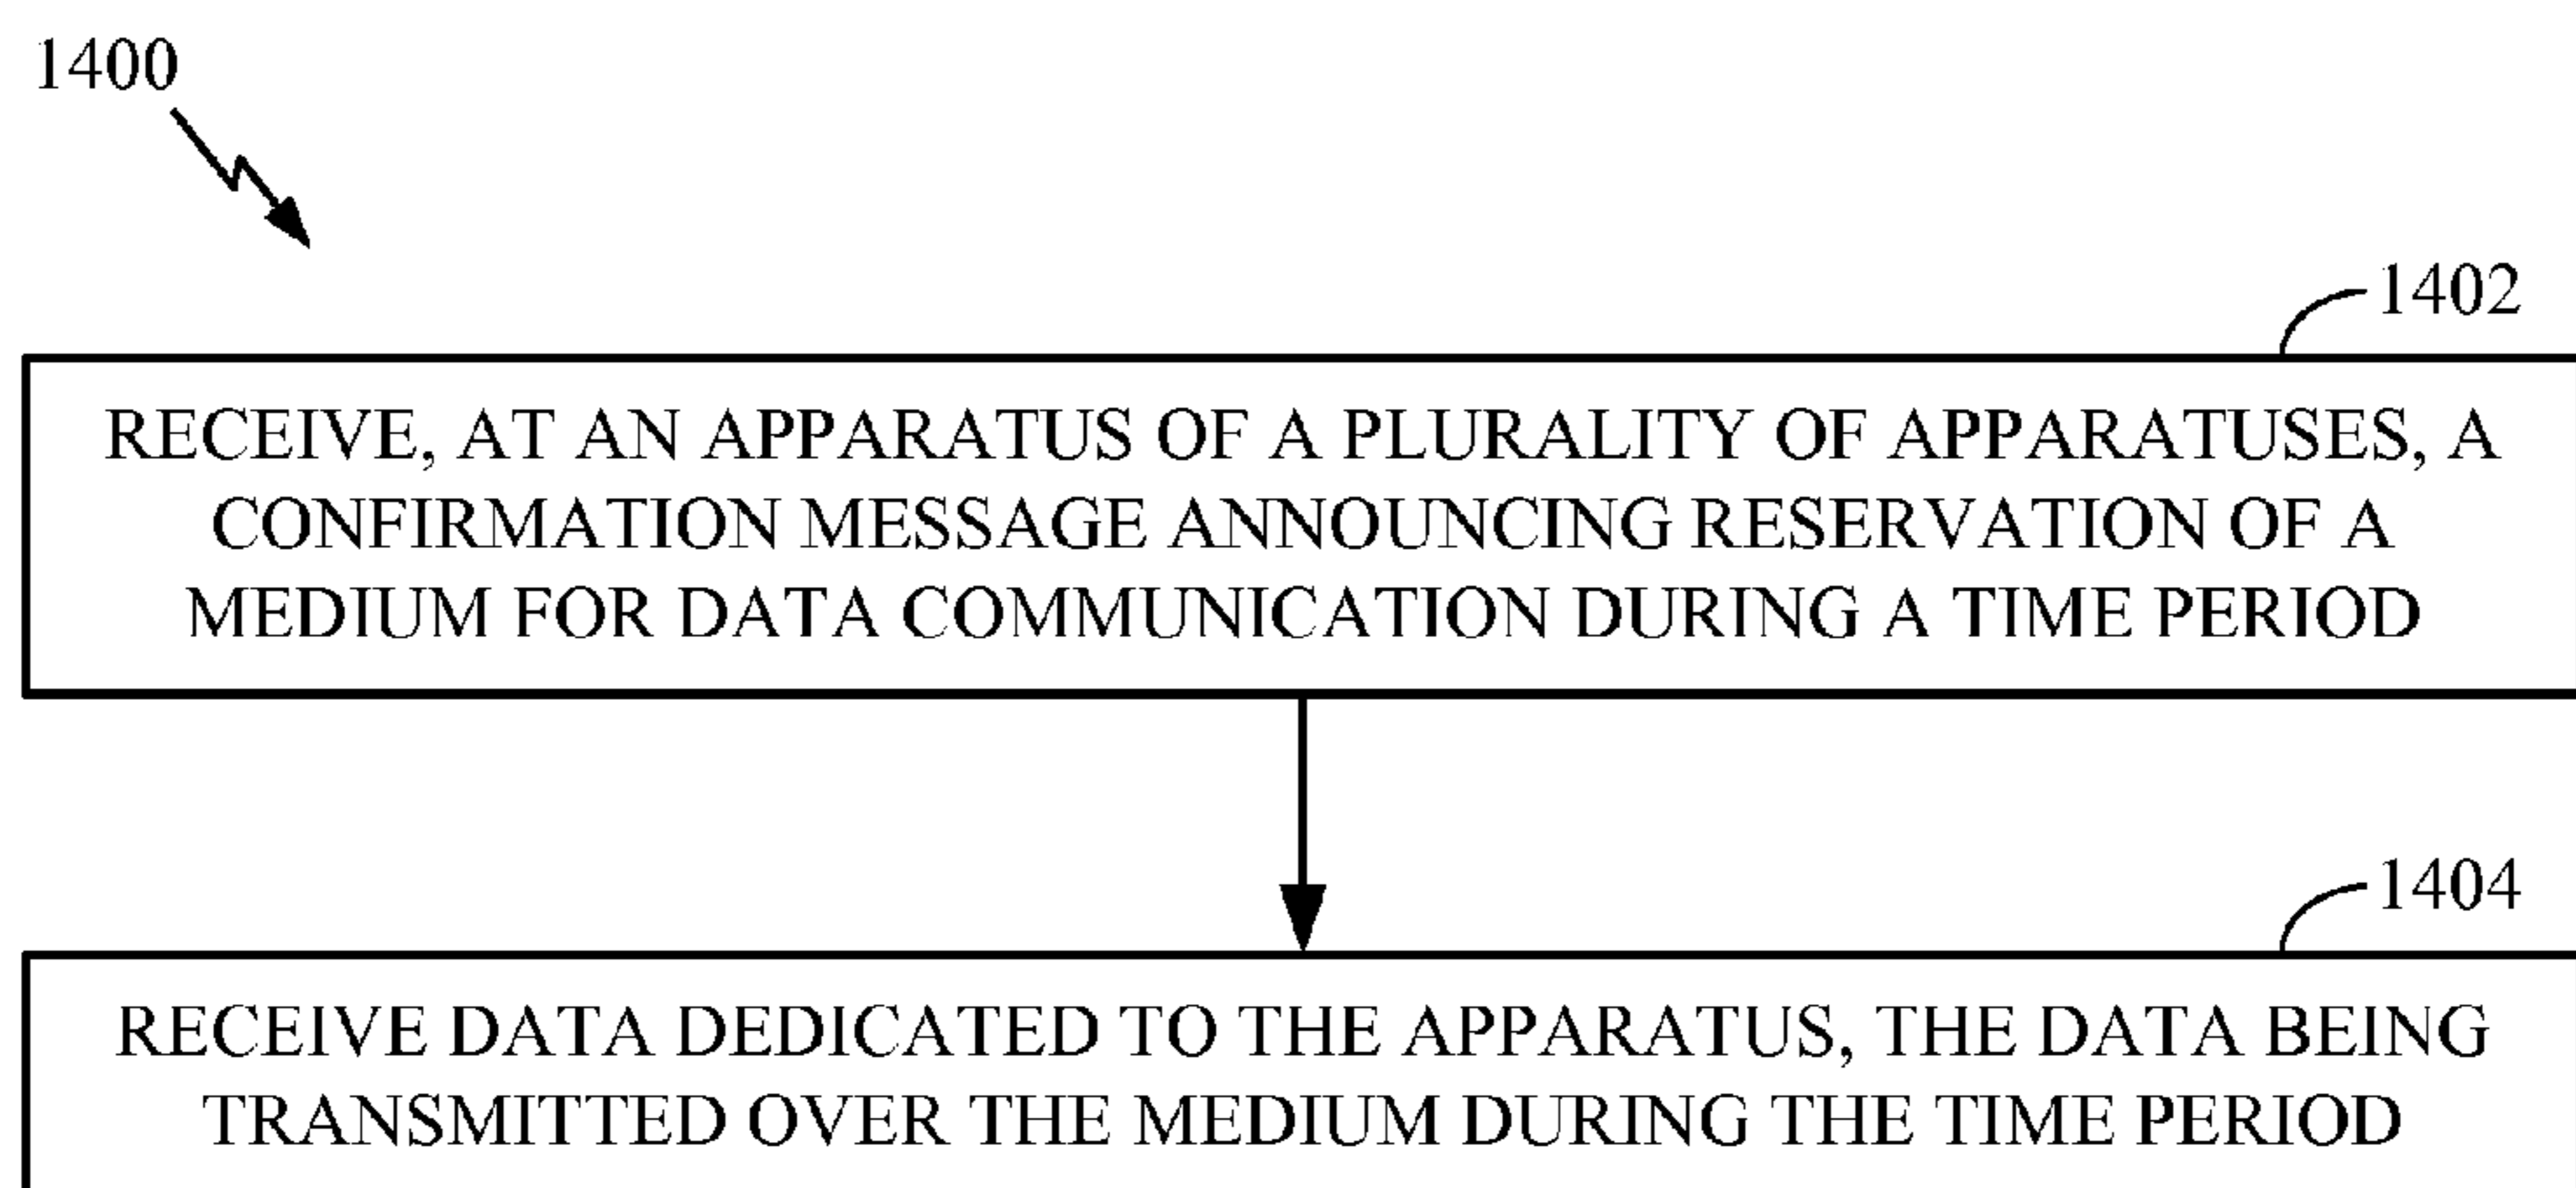 1400
1402
RECEIVE, AT AN APPARATUS OF A PLURALITY OF APPARATUSES, A
CONFIRMATION MESSAGE ANNOUNCING RESERVATION OF A
MEDIUM FOR DATA COMMUNICATION DURING A TIME PERIOD
1404
RECEIVE DATA DEDICATED TO THE APPARATUS, THE DATA BEING
TRANSMITTED OVER THE MEDIUM DURING THE TIME PERIOD